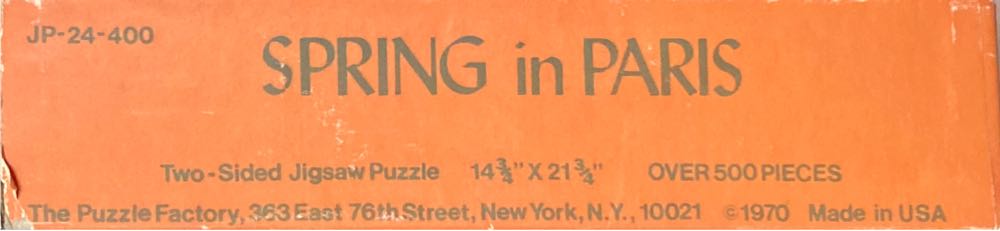 JP-24-400
SPRING in PARIS
Two-Sided Jigsaw Puzzle 14¾" X 21¾" OVER 500 PIECES
The Puzzle Factory, 363 East 76th Street, New York, N.Y., 10021 ©1970 Made in USA